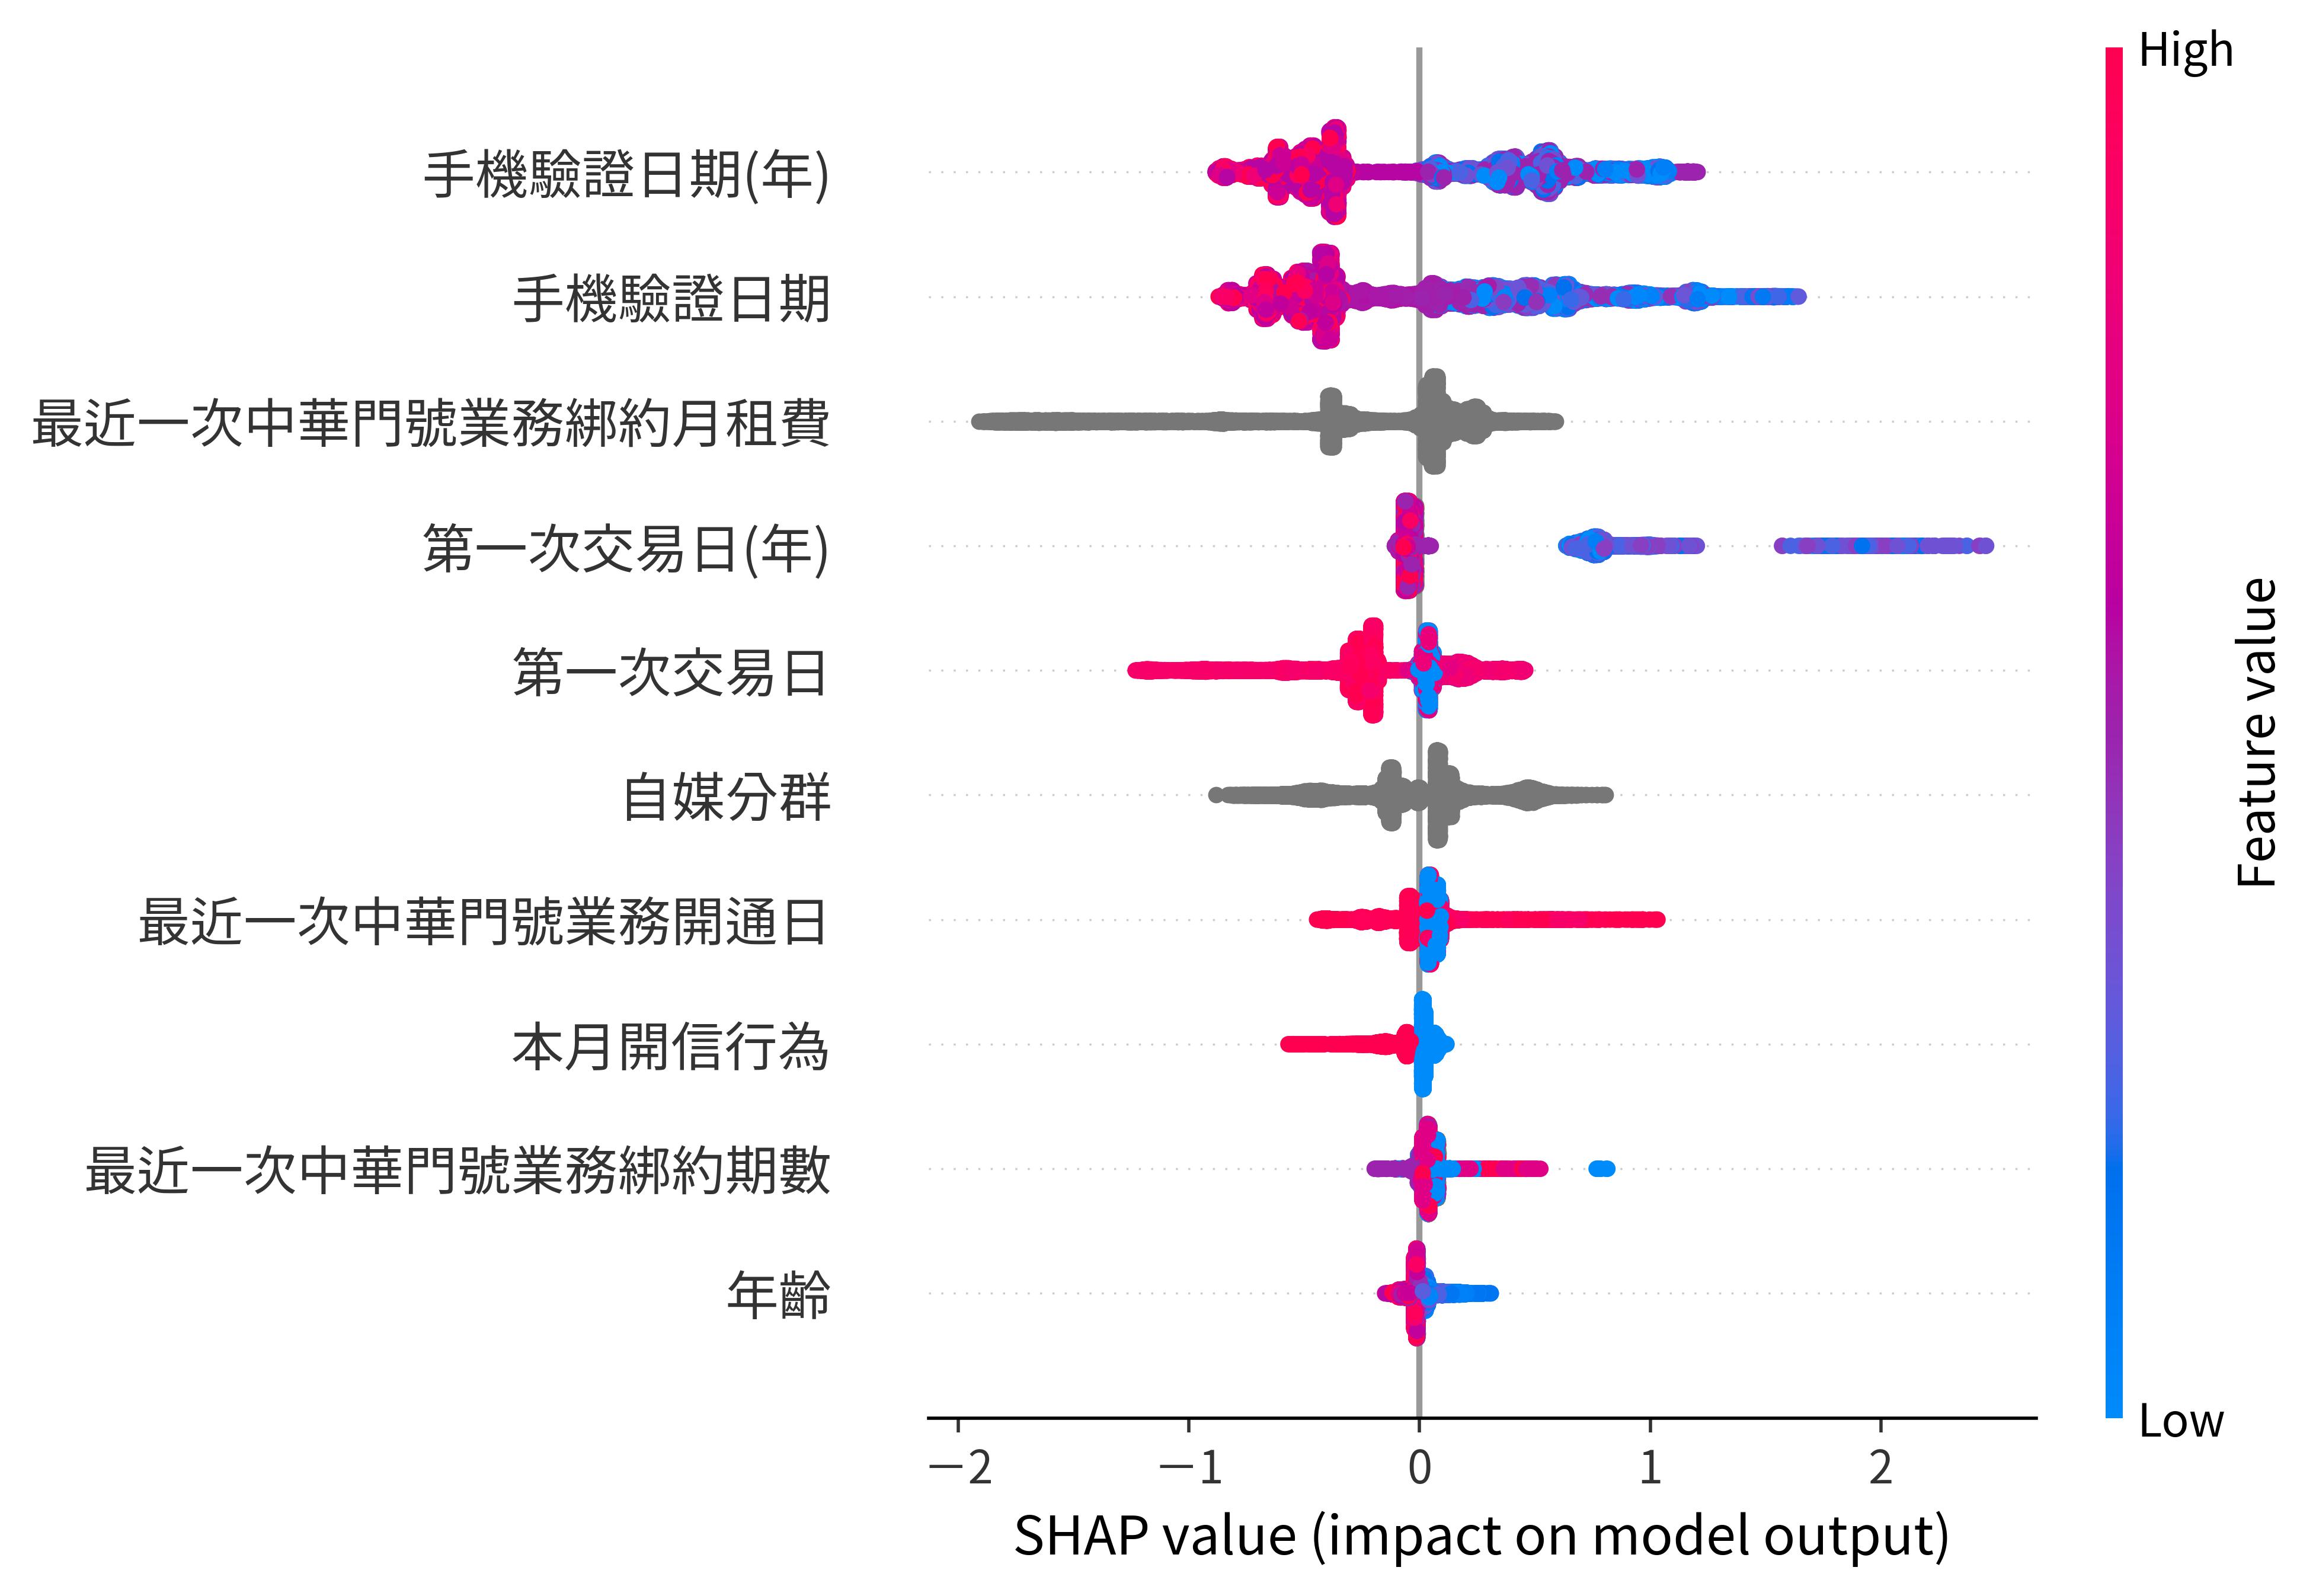 High
手機驗證日期(年)
手機驗證日期
最近一次中華門號業務綁約月租費
第一次交易日(年)
第一次交易日
自媒分群
最近一次中華門號業務開通日
本月開信行為
最近一次中華門號業務綁約期數
年齡
Feature value
Low
−2 −1 0 1 2
SHAP value (impact on model output)